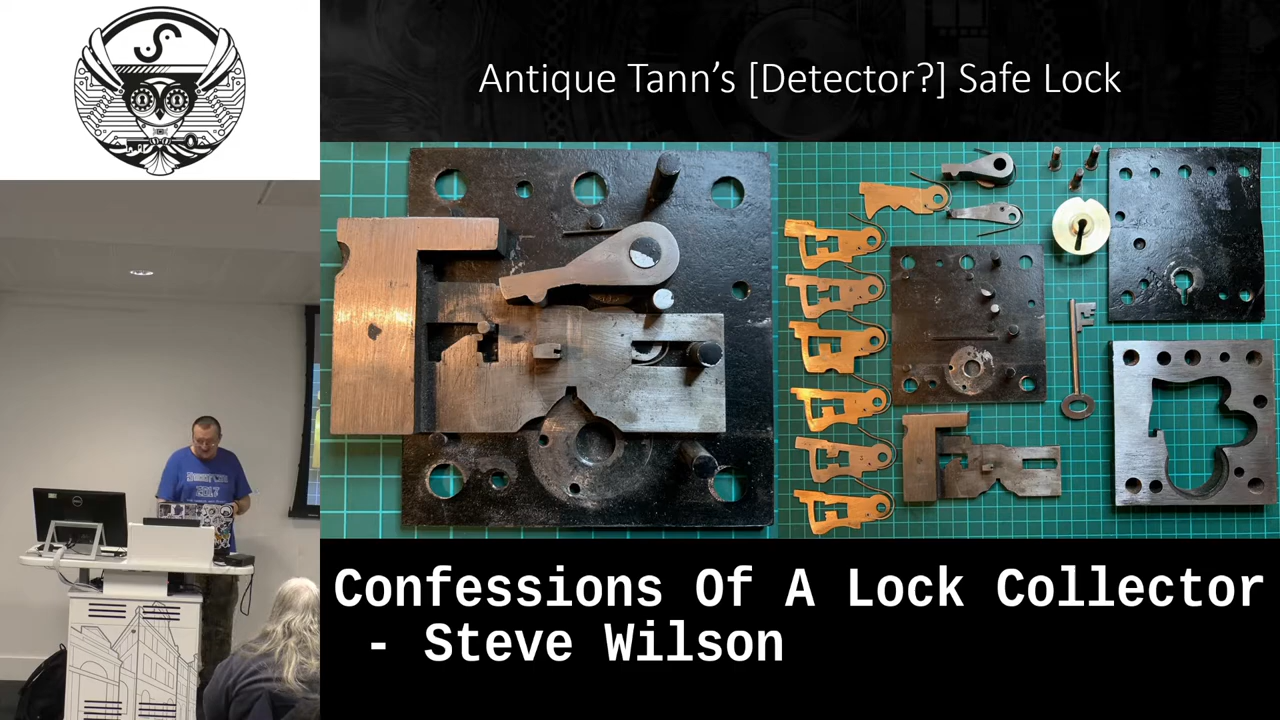 Antique Tann’s [Detector?] Safe Lock
Confessions Of A Lock Collector
- Steve Wilson